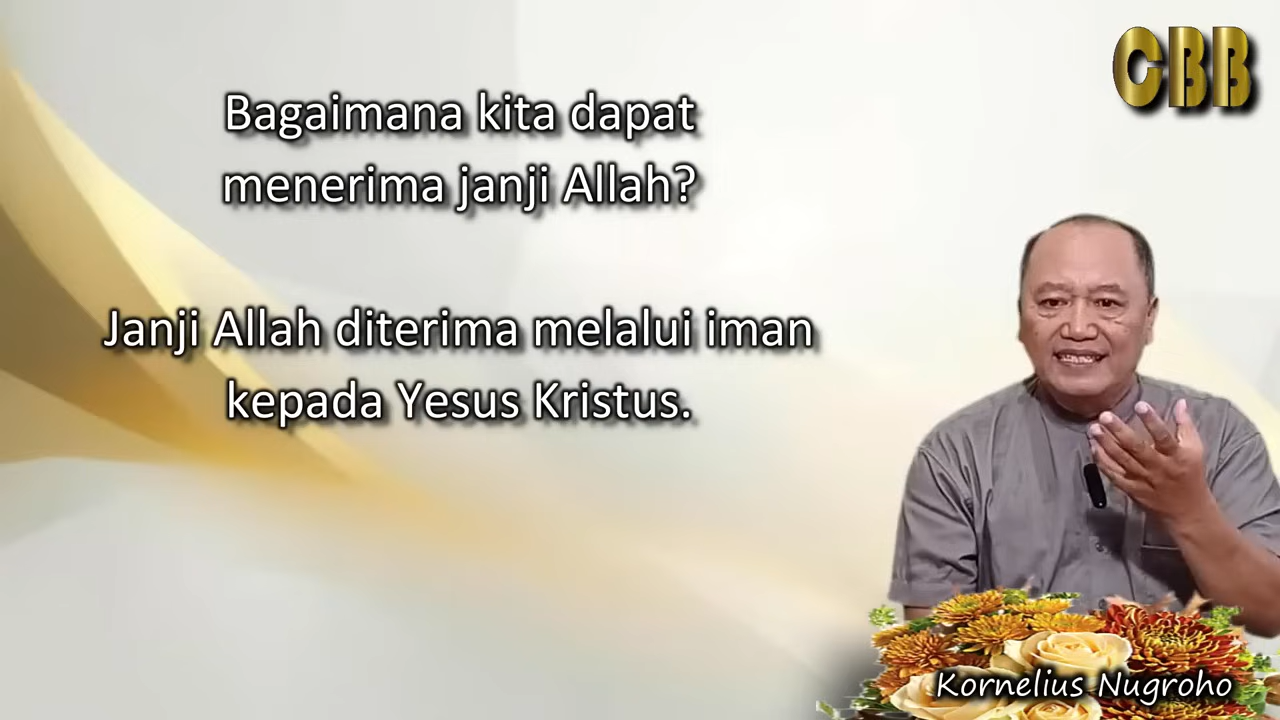 CBB
Bagaimana kita dapat
menerima janji Allah?
Janji Allah diterima melalui iman
kepada Yesus Kristus.
Kornelius Nugroho